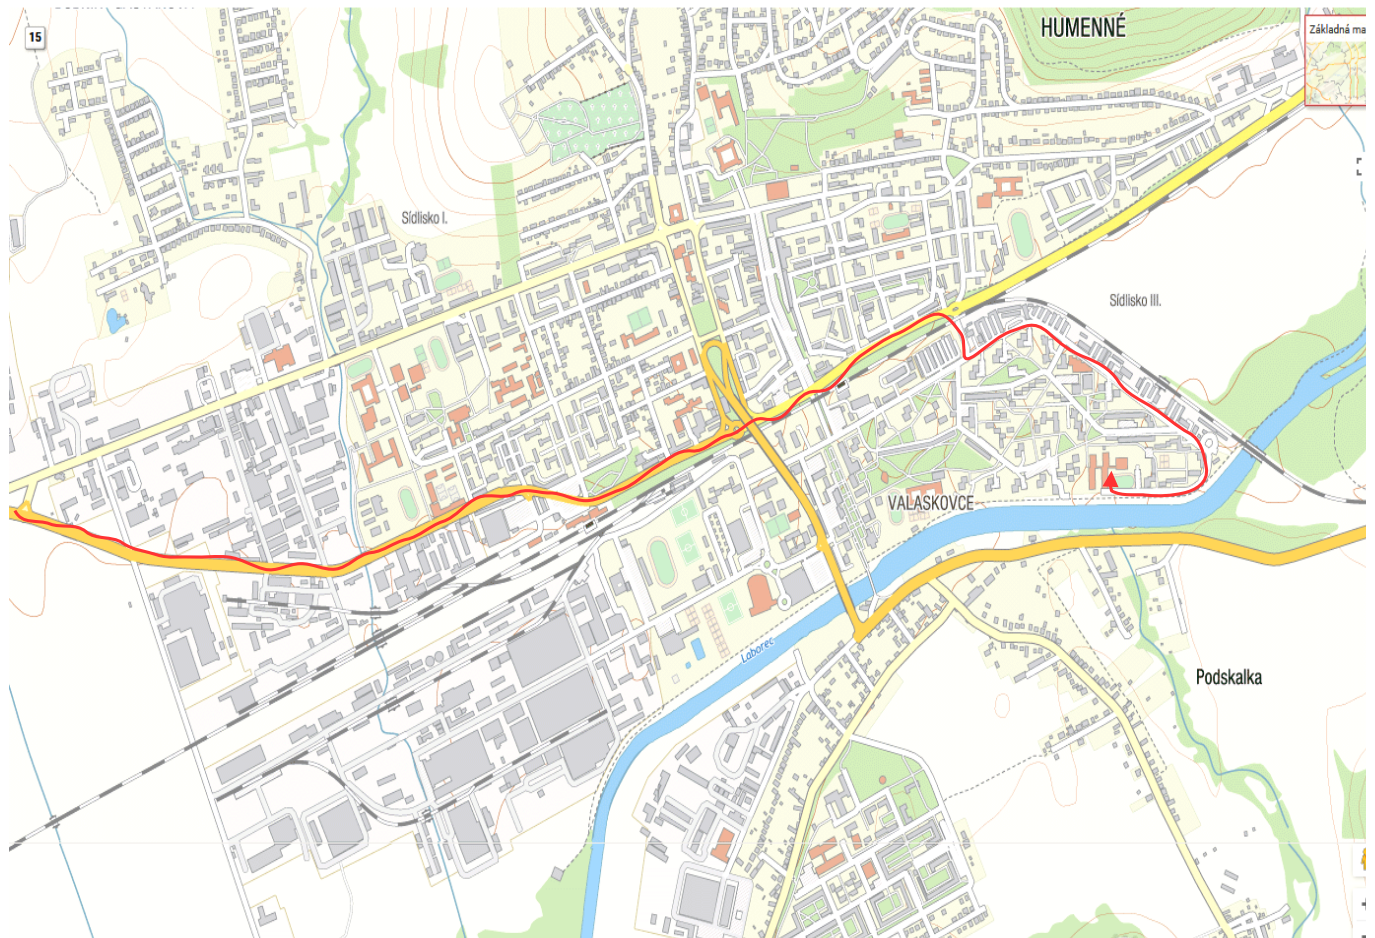 HUMENNÉ
15
Základná ma
Sídlisko I.
Sídlisko III.
VALASKOVCE
Laborec
Podskalka